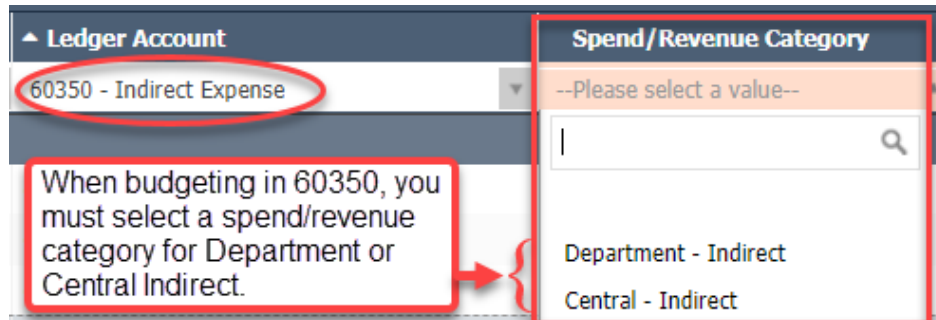 Ledger Account
Spend/Revenue Category
60350 - Indirect Expense
--Please select a value--
When budgeting in 60350, you
must select a spend/revenue
category for Department or
Central Indirect.
Department - Indirect
Central - Indirect